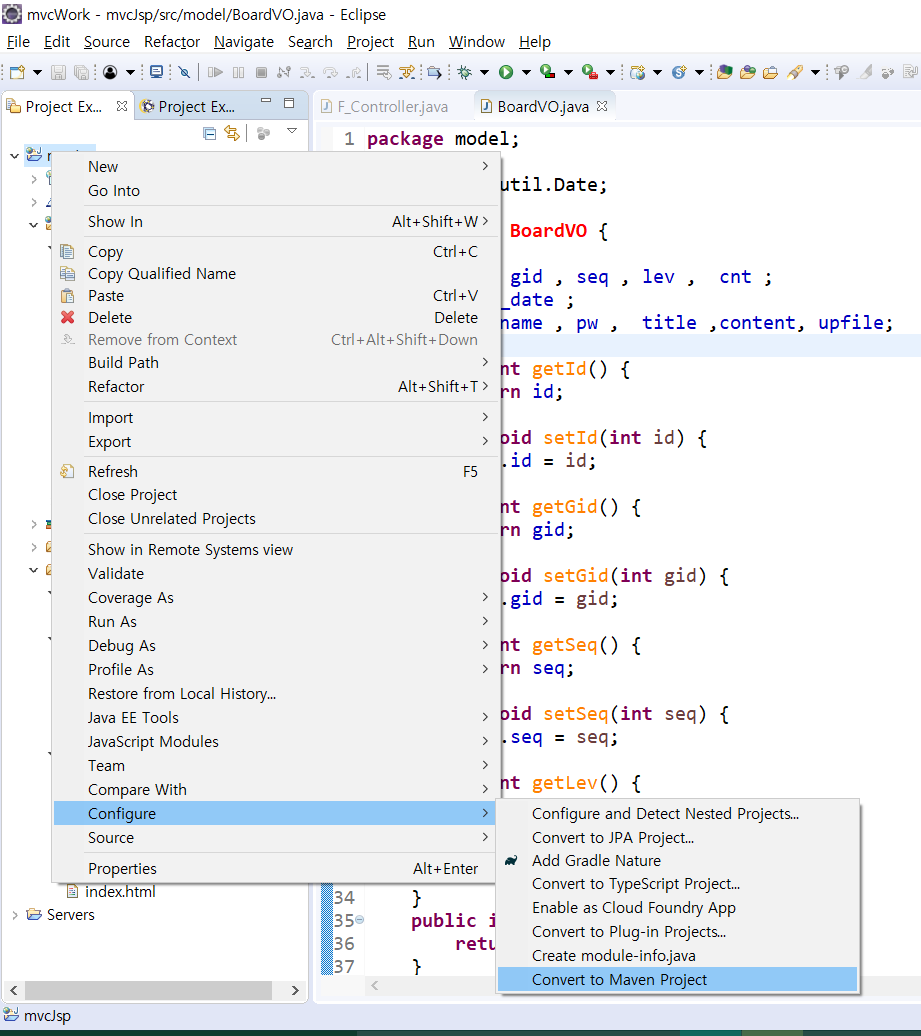 mvcWork - mvcJsp/src/model/BoardVO.java - Eclipse
File Edit Source Refactor Navigate Search Project Run Window Help
Project Ex... Project Ex... F_Controller.java BoardVO.java
1 package model;
util.Date;
BoardVO {
gid , seq , lev , cnt ;
_date ;
name , pw , title ,content, upfile;
nt getId() {
rn id;
oid setId(int id) {
.id = id;
nt getGid() {
rn gid;
oid setGid(int gid) {
.gid = gid;
nt getSeq() {
rn seq;
oid setSeq(int seq) {
.seq = seq;
nt getLev() {
34 }
35 public i
36 retu
37 }
New
Go Into
Show In Alt+Shift+W
Copy Ctrl+C
Copy Qualified Name
Paste Ctrl+V
Delete Delete
Remove from Context Ctrl+Alt+Shift+Down
Build Path
Refactor Alt+Shift+T
Import
Export
Refresh F5
Close Project
Close Unrelated Projects
Show in Remote Systems view
Validate
Coverage As
Run As
Debug As
Profile As
Restore from Local History...
Java EE Tools
JavaScript Modules
Team
Compare With
Configure
Source
Properties Alt+Enter
Configure and Detect Nested Projects...
Convert to JPA Project...
Add Gradle Nature
Convert to TypeScript Project...
Enable as Cloud Foundry App
Convert to Plug-in Projects...
Create module-info.java
Convert to Maven Project
index.html
Servers
mvcJsp